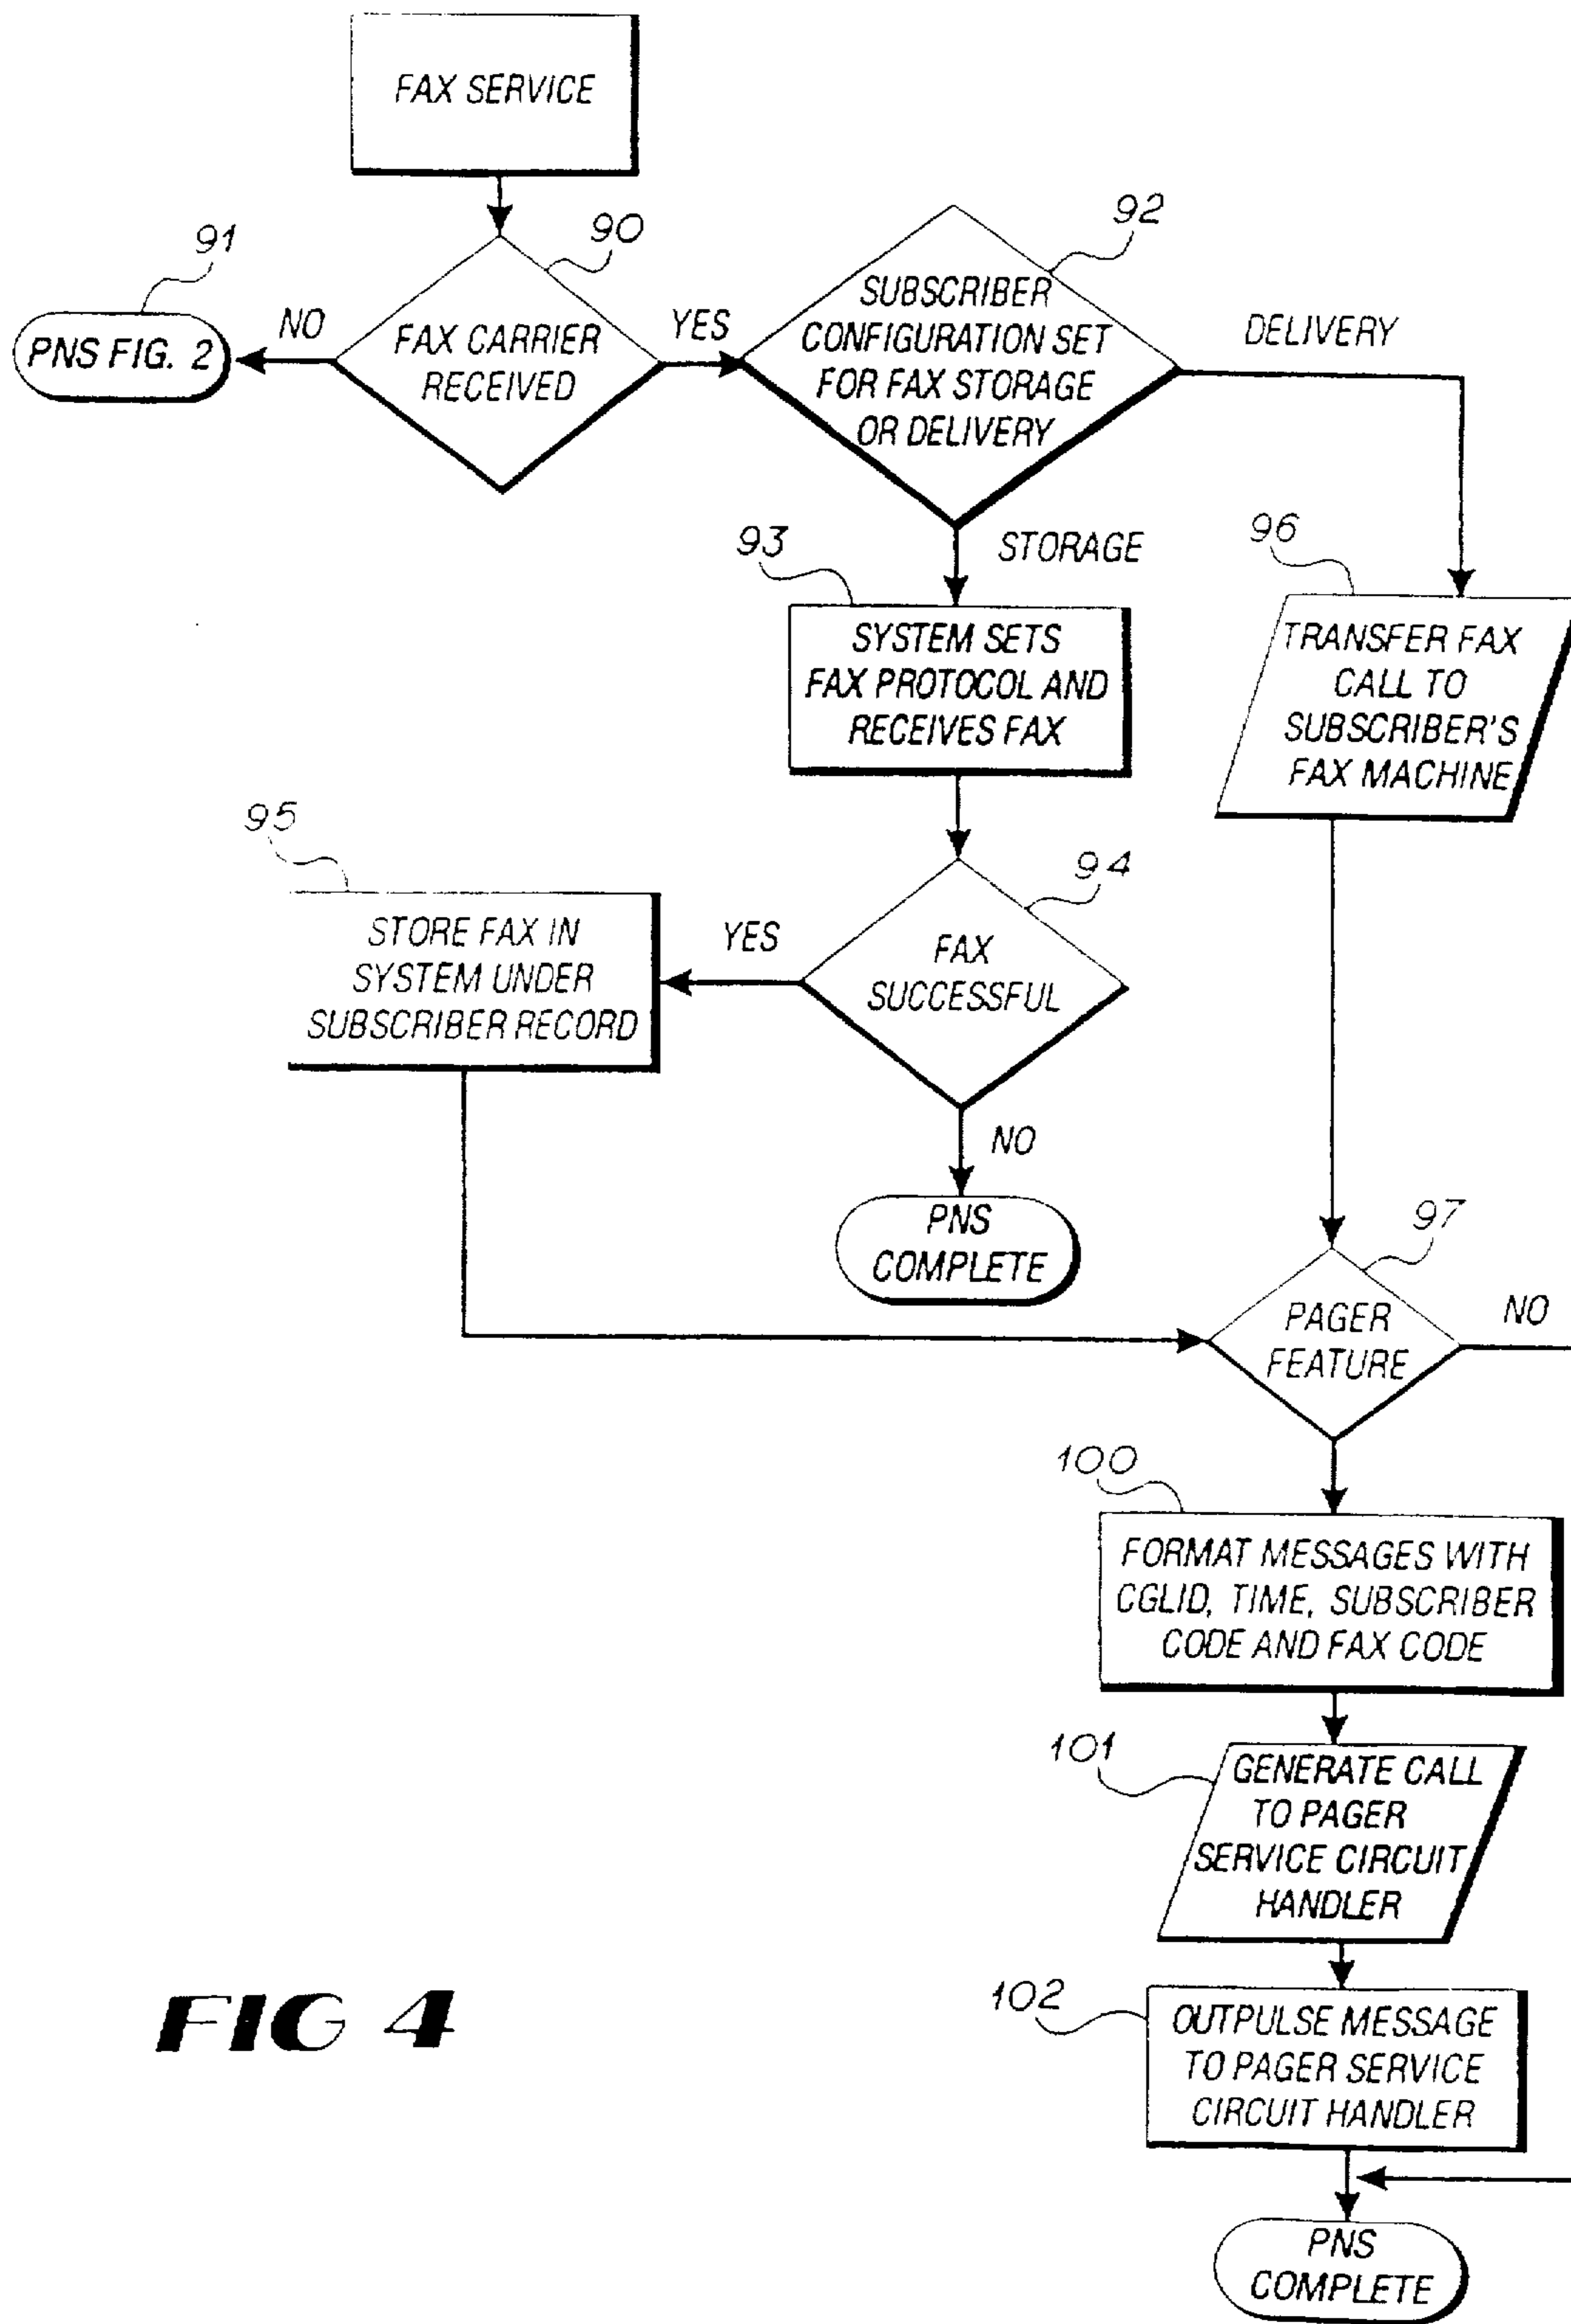 FAX SERVICE
90
91
92
FAX CARRIER
RECEIVED
NO
YES
PNS FIG. 2
SUBSCRIBER
CONFIGURATION SET
FOR FAX STORAGE
OR DELIVERY
DELIVERY
STORAGE
93
SYSTEM SETS
FAX PROTOCOL AND
RECEIVES FAX
96
TRANSFER FAX
CALL TO
SUBSCRIBER'S
FAX MACHINE
94
FAX
SUCCESSFUL
YES
95
STORE FAX IN
SYSTEM UNDER
SUBSCRIBER RECORD
NO
PNS
COMPLETE
97
PAGER
FEATURE
NO
100
FORMAT MESSAGES WITH
CGLID, TIME, SUBSCRIBER
CODE AND FAX CODE
101
GENERATE CALL
TO PAGER
SERVICE CIRCUIT
HANDLER
102
OUTPULSE MESSAGE
TO PAGER SERVICE
CIRCUIT HANDLER
PNS
COMPLETE
FIG 4